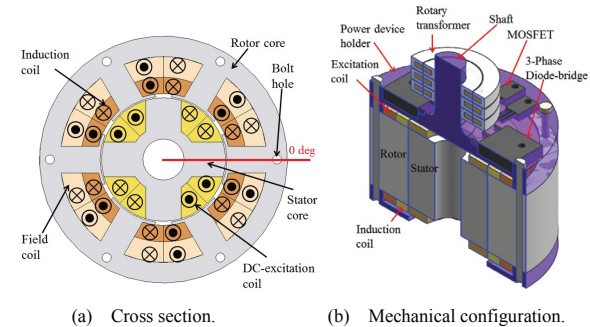 Induction
coil
Rotor core
Bolt
hole
0 deg
Stator
core
Field
coil
DC-excitation
coil
(a) Cross section.
Rotary
transformer
Shaft
MOSFET
Power device
holder
3-Phase
Diode-bridge
Excitation
coil
Rotor
Stator
Induction
coil
(b) Mechanical configuration.